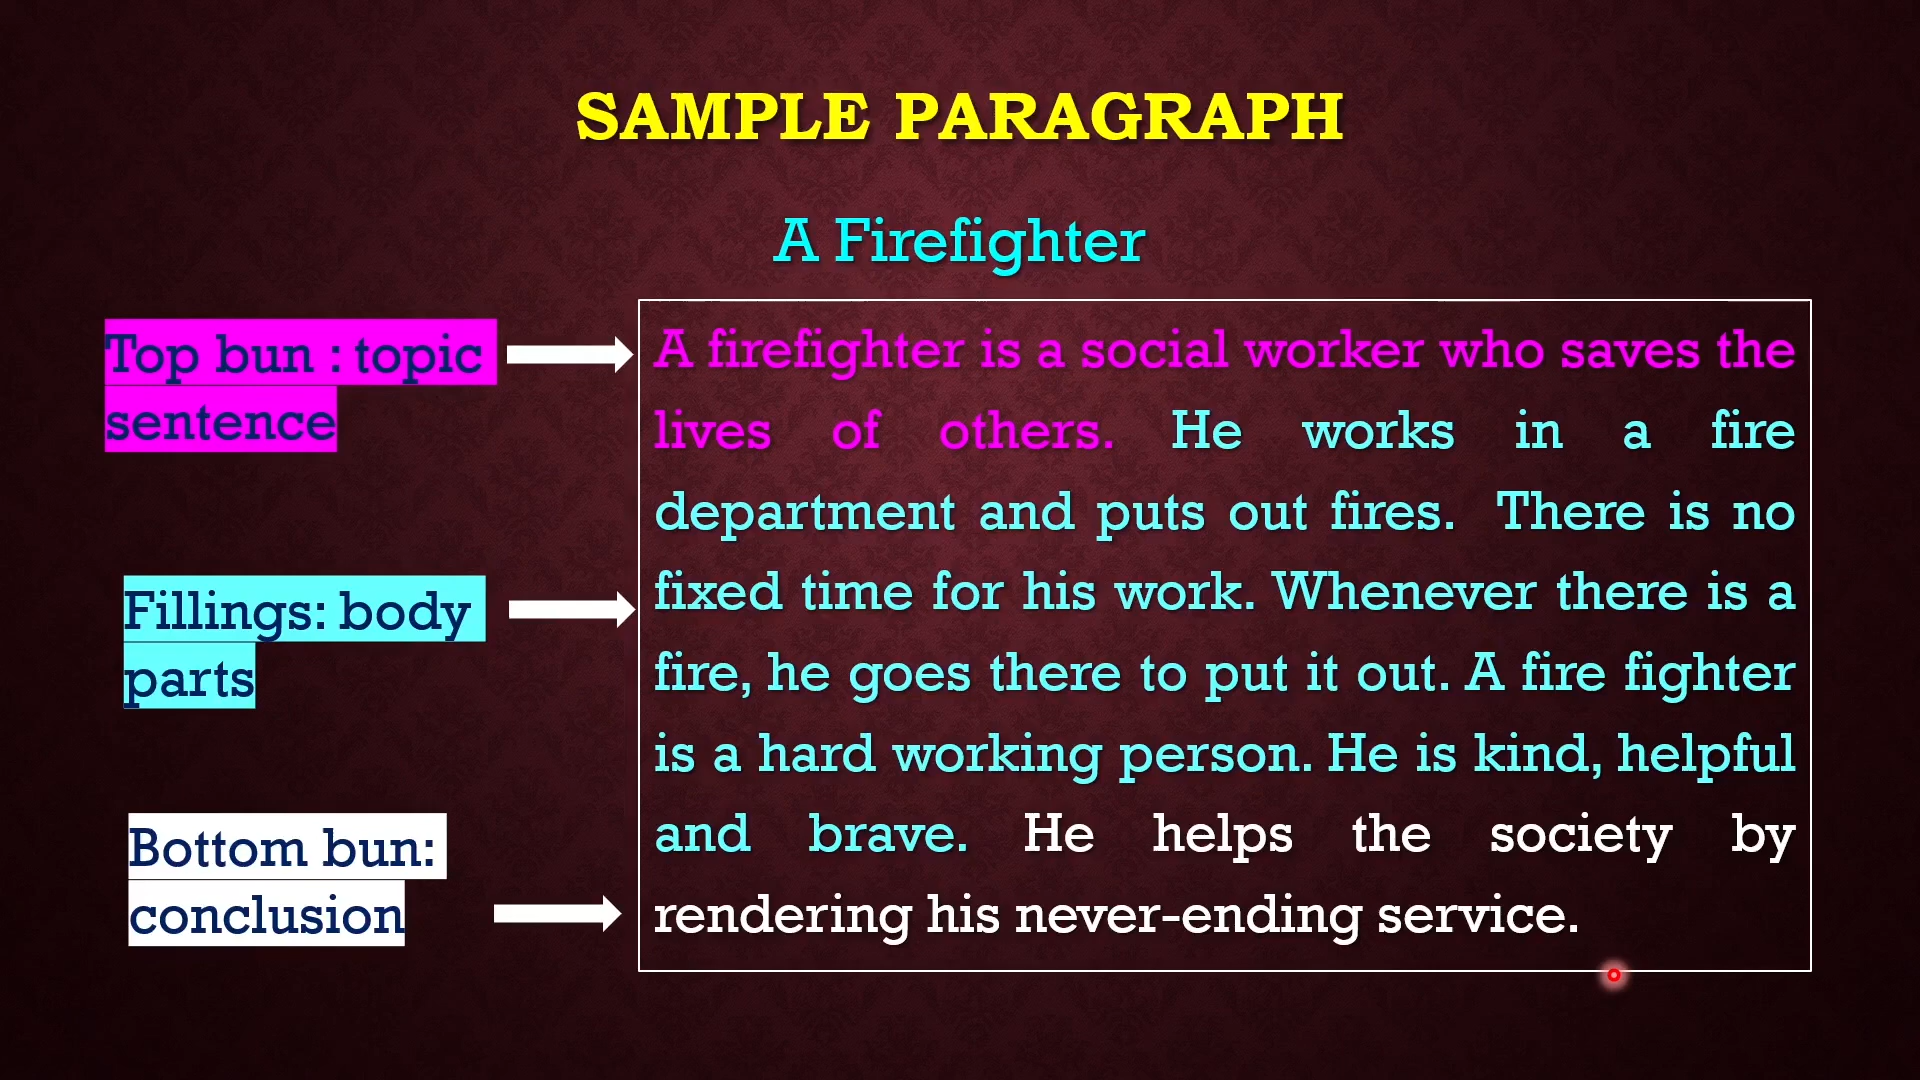 SAMPLE PARAGRAPH
A Firefighter
Top bun : topic
sentence
Fillings: body
parts
Bottom bun:
conclusion
A firefighter is a social worker who saves the
lives of others. He works in a fire
department and puts out fires. There is no
fixed time for his work. Whenever there is a
fire, he goes there to put it out. A fire fighter
is a hard working person. He is kind, helpful
and brave. He helps the society by
rendering his never-ending service.